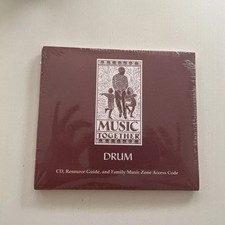 MUSIC
TOGETHER
DRUM
CD, Resource Guide, and Family Music Zone Access Code